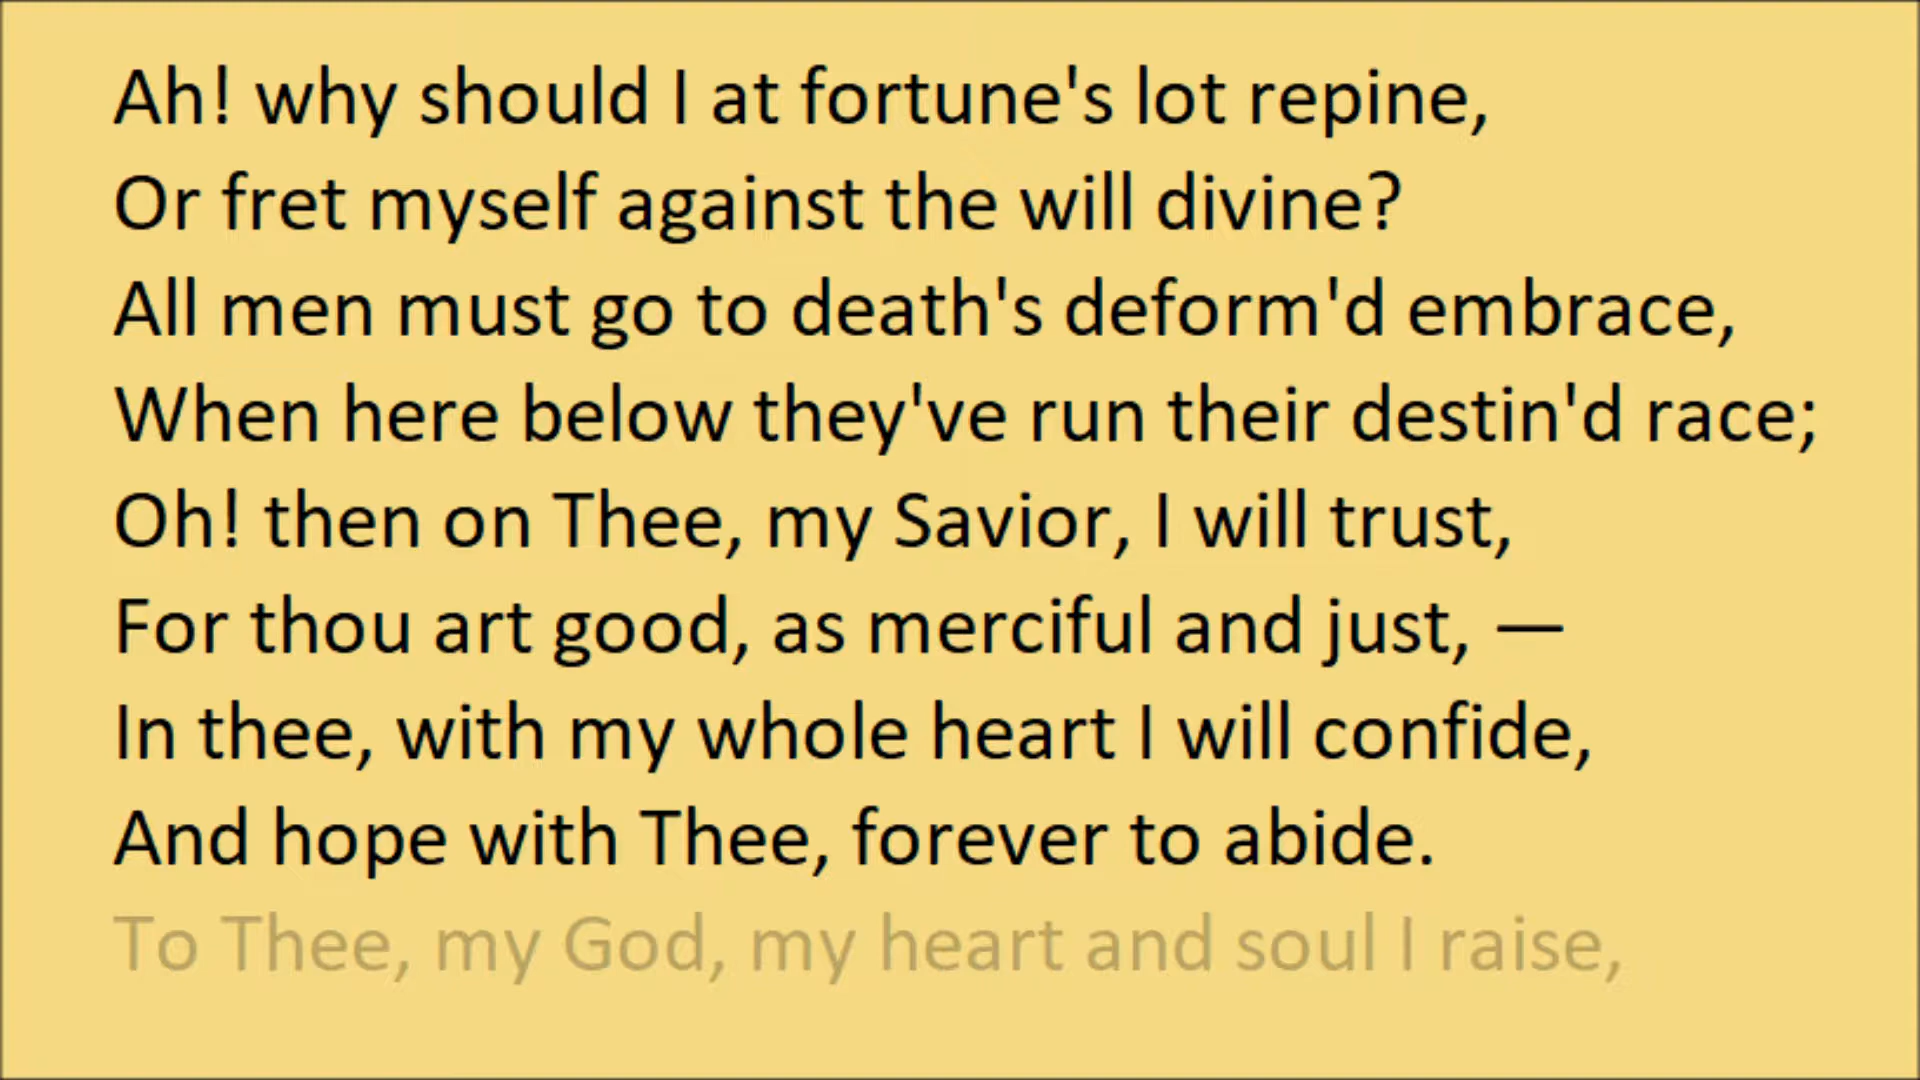 Ah! why should I at fortune's lot repine,
Or fret myself against the will divine?
All men must go to death's deform'd embrace,
When here below they've run their destin'd race;
Oh! then on Thee, my Savior, I will trust,
For thou art good, as merciful and just, —
In thee, with my whole heart I will confide,
And hope with Thee, forever to abide.
To Thee, my God, my heart and soul I raise,